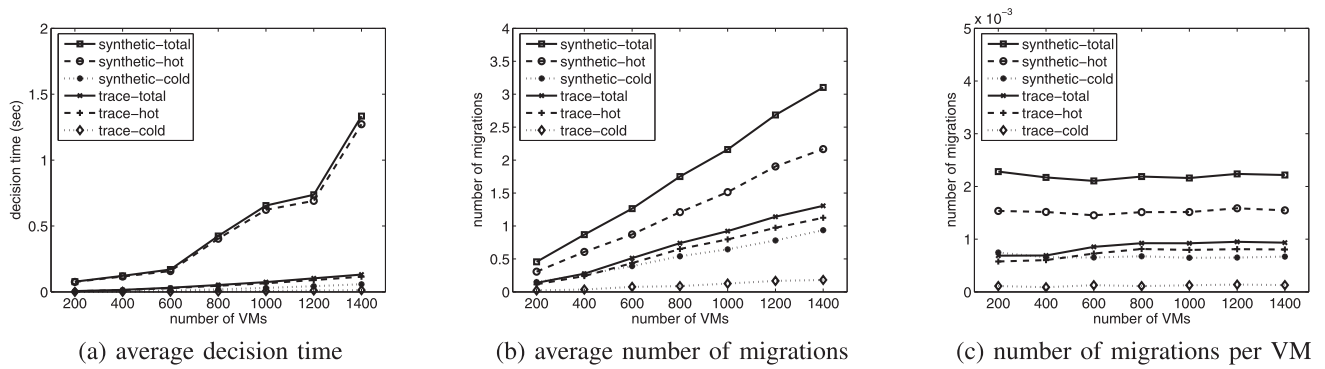 2
1.5
1
0.5
0
decision time (sec)
synthetic−total
synthetic−hot
synthetic−cold
trace−total
trace−hot
trace−cold
200 400 600 800 1000 1200 1400
number of VMs
(a) average decision time
4
3.5
3
2.5
2
1.5
1
0.5
0
number of migrations
synthetic−total
synthetic−hot
synthetic−cold
trace−total
trace−hot
trace−cold
200 400 600 800 1000 1200 1400
number of VMs
(b) average number of migrations
5 x 10−3
4
3
2
1
0
number of migrations
synthetic−total
synthetic−hot
synthetic−cold
trace−total
trace−hot
trace−cold
200 400 600 800 1000 1200 1400
number of VMs
(c) number of migrations per VM